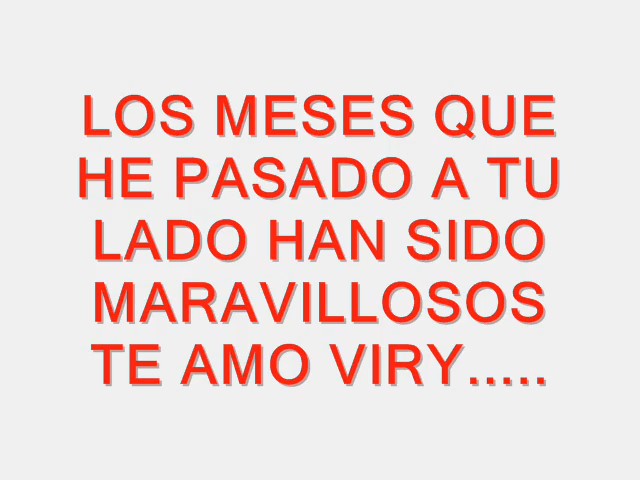 LOS MESES QUE
HE PASADO A TU
LADO HAN SIDO
MARAVILLOSOS
TE AMO VIRY.....